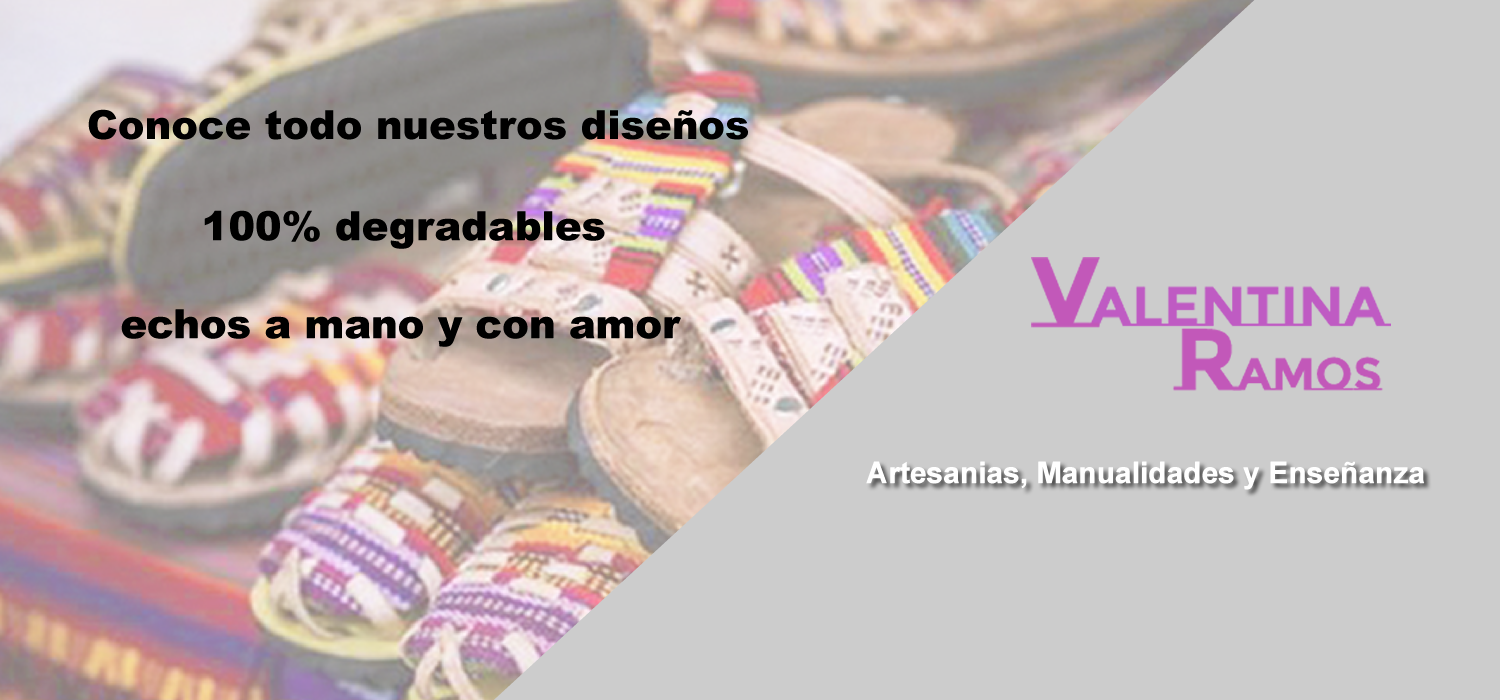 Conoce todo nuestros diseños
100% degradables
echos a mano y con amor
VALENTINA
RAMOS
Artesanias, Manualidades y Enseñanza